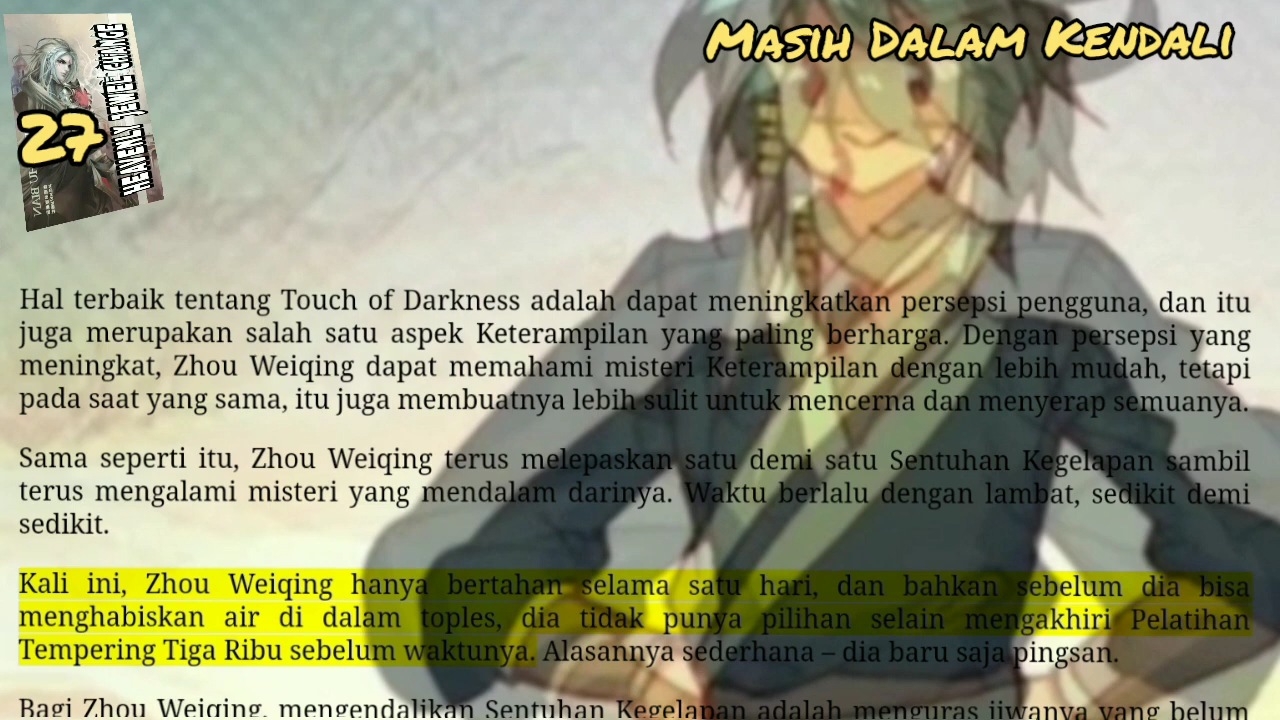 MASIH DALAM KENDALI
HEAVENLY JEWEL CHANGE
27
Hal terbaik tentang Touch of Darkness adalah dapat meningkatkan persepsi pengguna, dan itu
juga merupakan salah satu aspek Keterampilan yang paling berharga. Dengan persepsi yang
meningkat, Zhou Weiqing dapat memahami misteri Keterampilan dengan lebih mudah, tetapi
pada saat yang sama, itu juga membuatnya lebih sulit untuk mencerna dan menyerap semuanya.
Sama seperti itu, Zhou Weiqing terus melepaskan satu demi satu Sentuhan Kegelapan sambil
terus mengalami misteri yang mendalam darinya. Waktu berlalu dengan lambat, sedikit demi
sedikit.
Kali ini, Zhou Weiqing hanya bertahan selama satu hari, dan bahkan sebelum dia bisa
menghabiskan air di dalam toples, dia tidak punya pilihan selain mengakhiri Pelatihan
Tempering Tiga Ribu sebelum waktunya. Alasannya sederhana – dia baru saja pingsan.
Bagi Zhou Weiqing, mengendalikan Sentuhan Kegelapan adalah menguras jiwanya yang belum